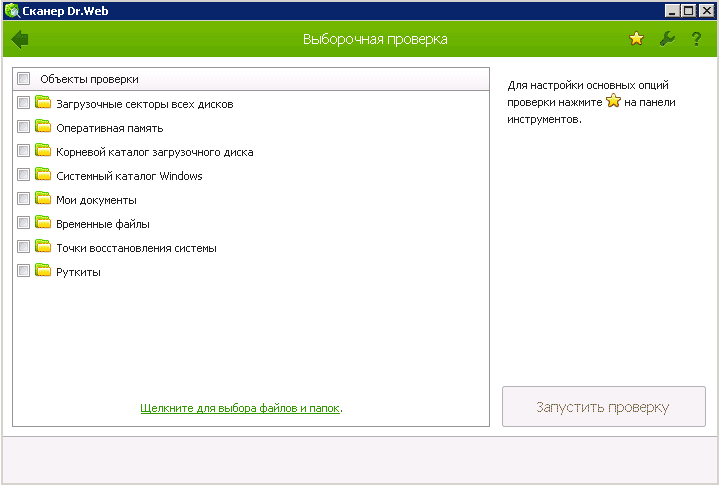 Сканер Dr.Web
Выборочная проверка
?
Объекты проверки
Загрузочные секторы всех дисков
Оперативная память
Корневой каталог загрузочного диска
Системный каталог Windows
Мои документы
Временные файлы
Точки восстановления системы
Руткиты
Щелкните для выбора файлов и папок.
Для настройки основных опций
проверки нажмите на панели
инструментов.
Запустить проверку